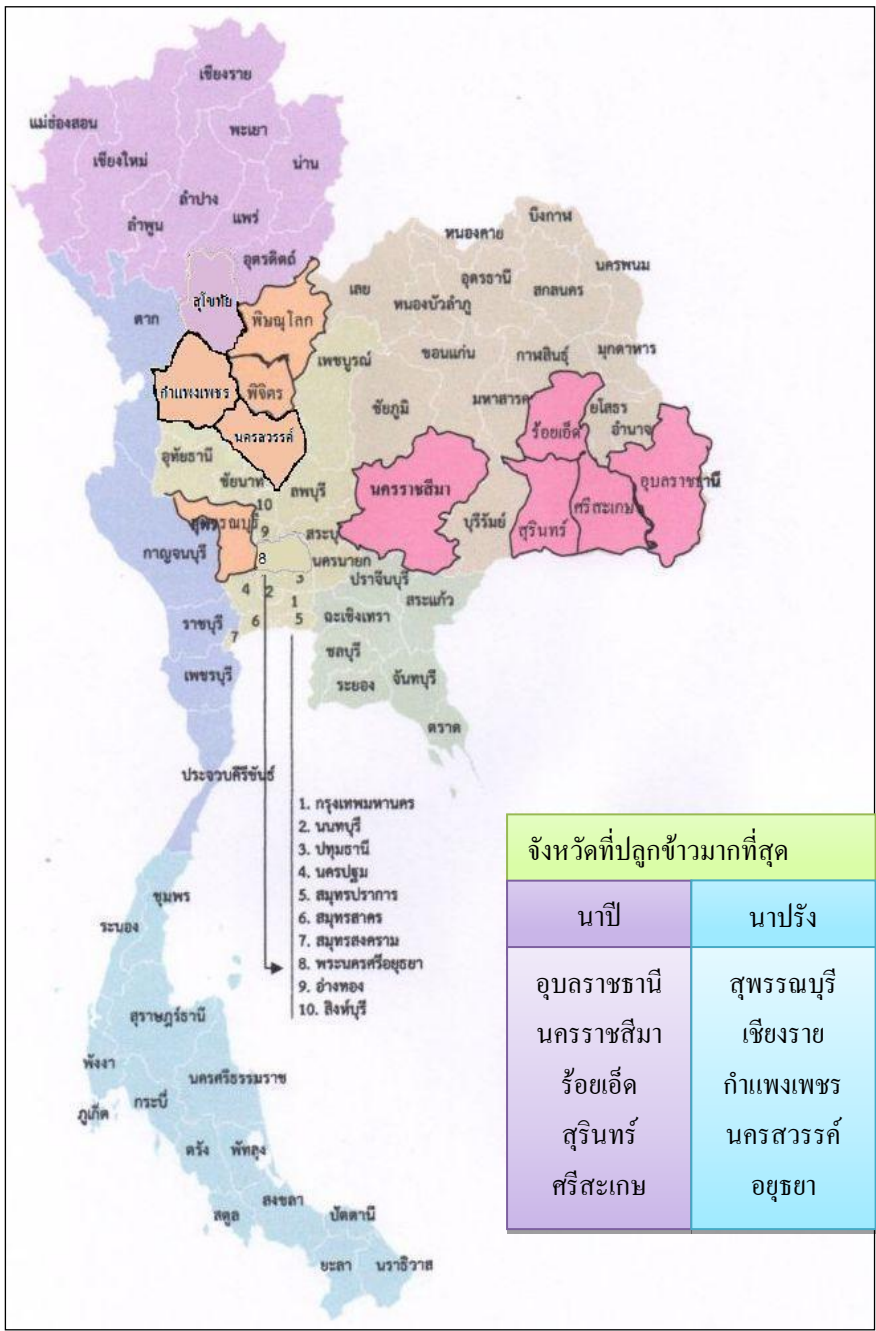 เชียงราย
แม่ฮ่องสอน
พะเยา
เชียงใหม่
น่าน
ลำปาง
ลำพูน
แพร่
อุตรดิตถ์
บึงกาฬ
หนองคาย
เลย
อุดรธานี
นครพนม
หนองบัวลำภู
สกลนคร
ตาก
สุโขทัย
พิษณุโลก
เพชรบูรณ์
ขอนแก่น
กาฬสินธุ์
มุกดาหาร
กำแพงเพชร
พิจิตร
ชัยภูมิ
มหาสารค
ร้อยเอ็ด
ยโสธร
อำนาจ
นครสวรรค์
อุทัยธานี
ชัยนาท
ลพบุรี
นครราชสีมา
บุรีรัมย์
สุรินทร์
ศรีสะเกษ
อุบลราชธานี
10
สุพรรณบุรี
9
สระบุ
กาญจนบุรี
8
นครนายก
ปราจีนบุรี
3
4
2
สระแก้ว
1
ราชบุรี
6
5
ฉะเชิงเทรา
7
ชลบุรี
เพชรบุรี
ระยอง
จันทบุรี
ตราด
ประจวบคีรีขันธ์
1. กรุงเทพมหานคร
2. นนทบุรี
3. ปทุมธานี
4. นครปฐม
5. สมุทรปราการ
6. สมุทรสาคร
7. สมุทรสงคราม
8. พระนครศรีอยุธยา
9. อ่างทอง
10. สิงห์บุรี
ชุมพร
ระนอง
สุราษฎร์ธานี
พังงา
นครศรีธรรมราช
ภูเก็ต
กระบี่
ตรัง
พัทลุง
สตูล
สงขลา
ปัตตานี
ยะลา
นราธิวาส
จังหวัดที่ปลูกข้าวมากที่สุด
นาปี
นาปรัง
อุบลราชธานี
สุพรรณบุรี
นครราชสีมา
เชียงราย
ร้อยเอ็ด
กำแพงเพชร
สุรินทร์
นครสวรรค์
ศรีสะเกษ
อยุธยา